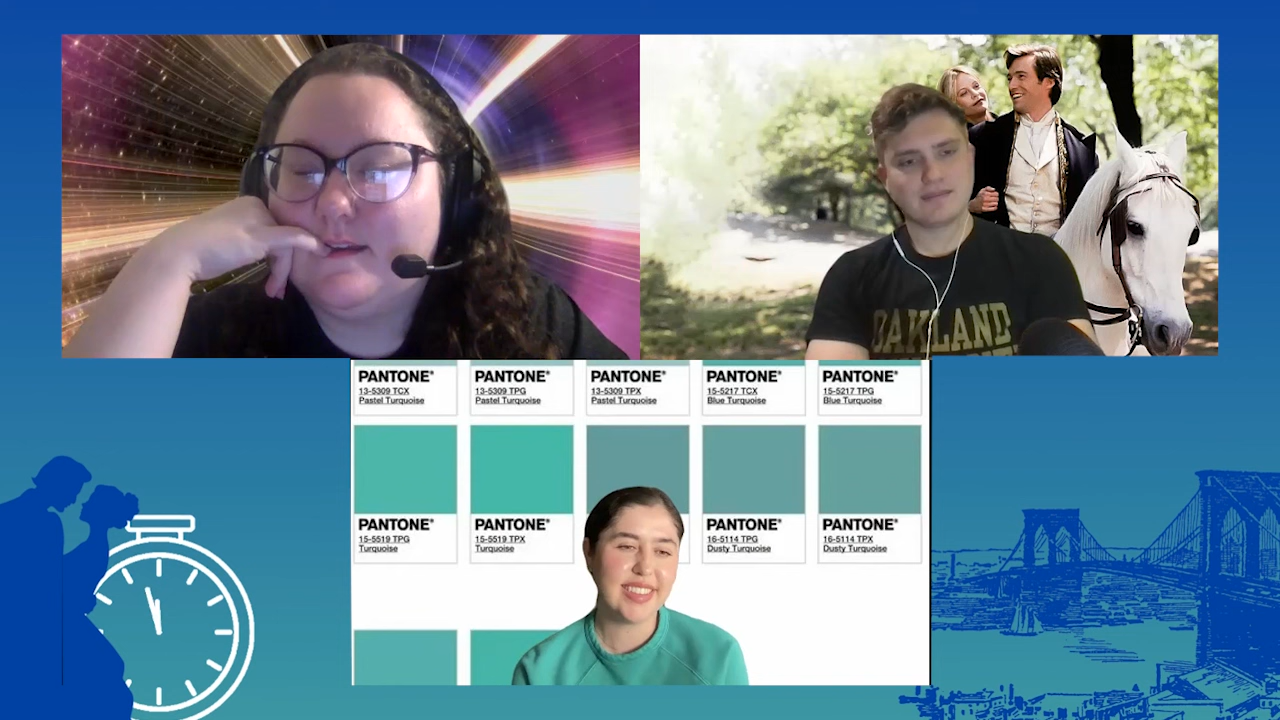 OAKLAND
PANTONE®
13-5309 TCX
Pastel Turquoise
PANTONE®
13-5309 TPG
Pastel Turquoise
PANTONE®
13-5309 TPX
Pastel Turquoise
PANTONE®
15-5217 TCX
Blue Turquoise
PANTONE®
15-5217 TPG
Blue Turquoise
PANTONE®
15-5519 TPG
Turquoise
PANTONE®
15-5519 TPX
Turquoise
PANTONE®
16-5114 TPG
Dusty Turquoise
PANTONE®
16-5114 TPX
Dusty Turquoise